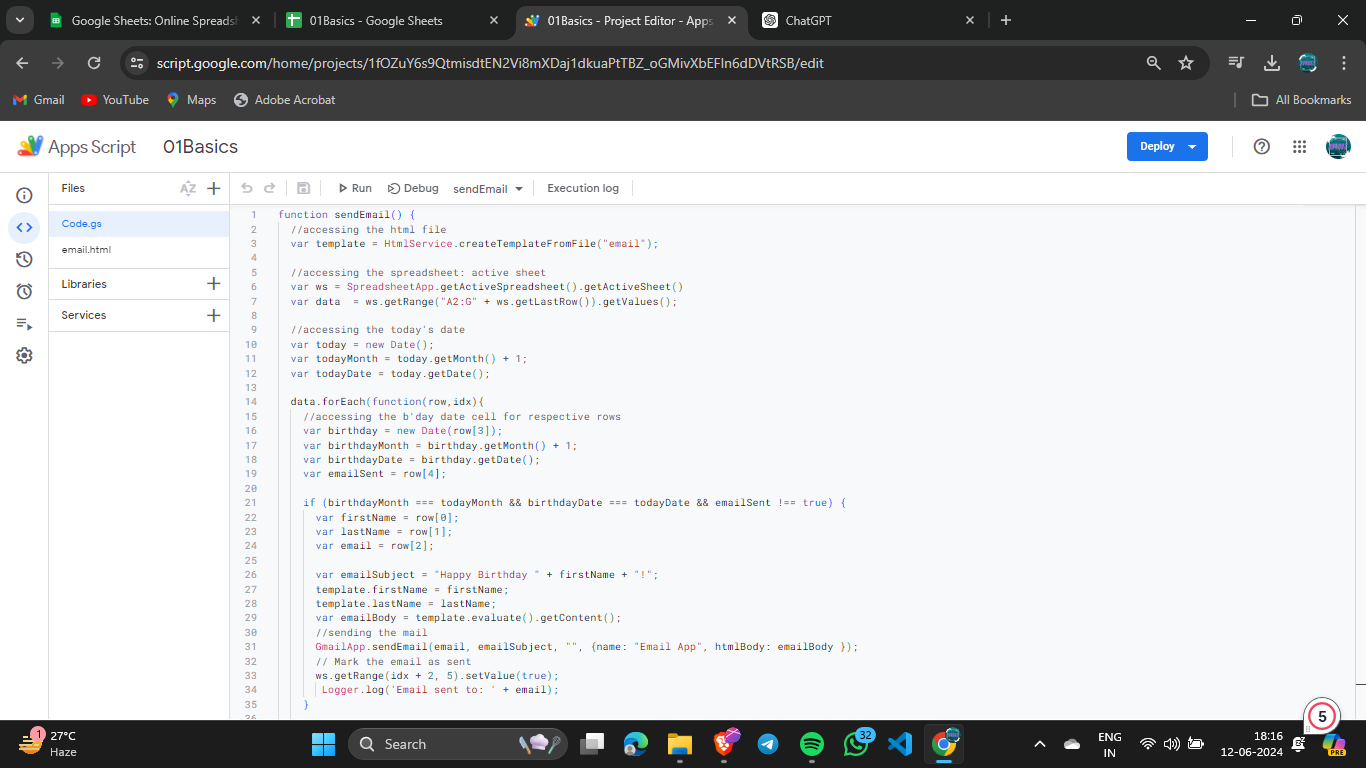 Google Sheets: Online Spreadsh
01Basics - Google Sheets
01Basics - Project Editor - Apps
ChatGPT
script.google.com/home/projects/1fOZuY6s9QtmisdtEN2Vi8mXDaj1dkuaPtTBZ_oGMivXbEFln6dDVtRSB/edit
Gmail
YouTube
Maps
Adobe Acrobat
All Bookmarks
Apps Script
01Basics
Deploy
Files
AZ
Run
Debug
sendEmail
Execution log
Code.gs
email.html
Libraries
Services
1 function sendEmail() {
2 //accessing the html file
3 var template = HtmlService.createTemplateFromFile("email");
4
5 //accessing the spreadsheet: active sheet
6 var ws = SpreadsheetApp.getActiveSpreadsheet().getActiveSheet()
7 var data  = ws.getRange("A2:G" + ws.getLastRow()).getValues();
8
9 //accessing the today's date
10 var today = new Date();
11 var todayMonth = today.getMonth() + 1;
12 var todayDate = today.getDate();
13
14 data.forEach(function(row,idx){
15 //accessing the b'day date cell for respective rows
16 var birthday = new Date(row[3]);
17 var birthdayMonth = birthday.getMonth() + 1;
18 var birthdayDate = birthday.getDate();
19 var emailSent = row[4];
20
21 if (birthdayMonth === todayMonth && birthdayDate === todayDate && emailSent !== true) {
22 var firstName = row[0];
23 var lastName = row[1];
24 var email = row[2];
25
26 var emailSubject = "Happy Birthday " + firstName + "!";
27 template.firstName = firstName;
28 template.lastName = lastName;
29 var emailBody = template.evaluate().getContent();
30 //sending the mail
31 GmailApp.sendEmail(email, emailSubject, "", {name: "Email App", htmlBody: emailBody });
32 // Mark the email as sent
33 ws.getRange(idx + 2, 5).setValue(true);
34 Logger.log('Email sent to: ' + email);
35 }
36
5
1
27°C
Haze
Search
32
PRE
ENG
IN
18:16
12-06-2024